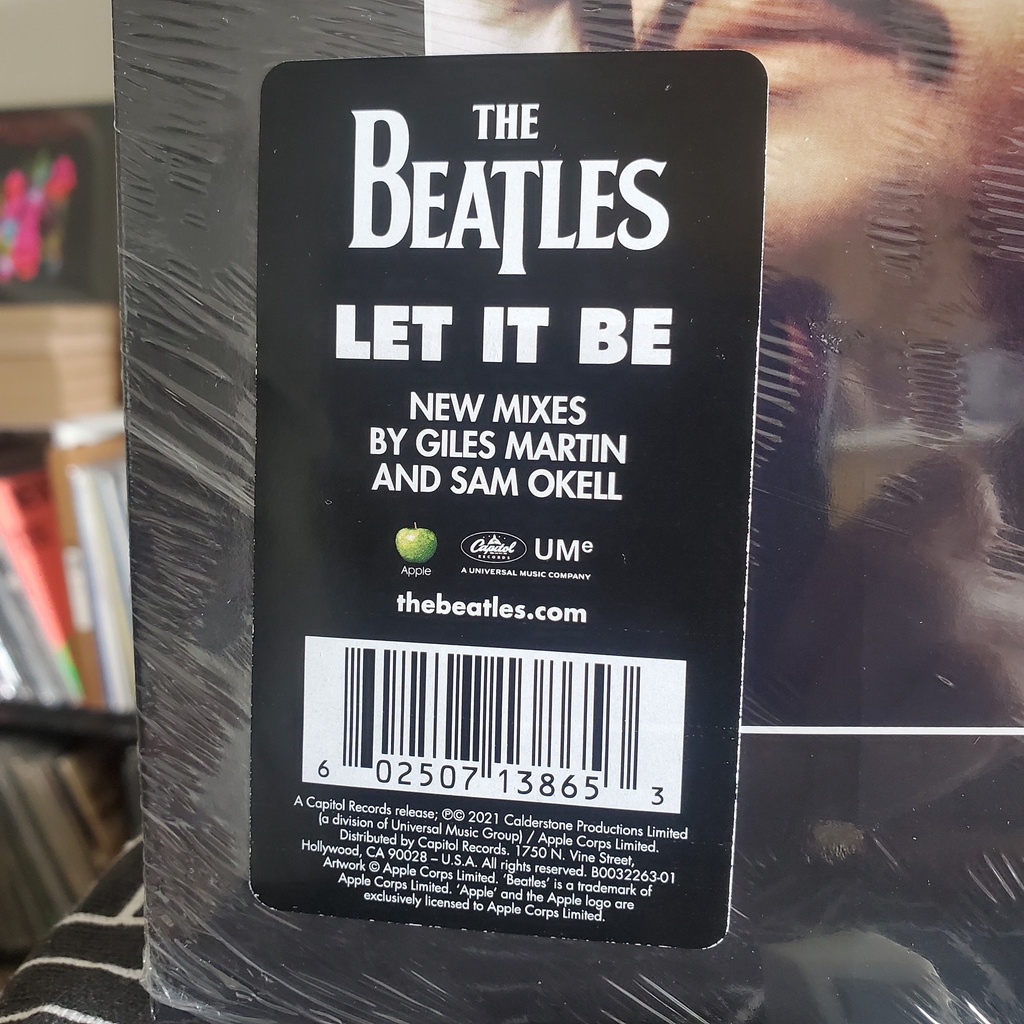 THE
BEATLES
LET IT BE
NEW MIXES
BY GILES MARTIN
AND SAM OKELL
Apple
Capitol
RECORDS
UMe
A UNIVERSAL MUSIC COMPANY
thebeatles.com
6 02507 13865 3
A Capitol Records release; ℗© 2021 Calderstone Productions Limited
(a division of Universal Music Group) / Apple Corps Limited.
Distributed by Capitol Records. 1750 N. Vine Street,
Hollywood, CA 90028 – U.S.A. All rights reserved. B0032263-01
Artwork © Apple Corps Limited. 'Beatles' is a trademark of
Apple Corps Limited. 'Apple' and the Apple logo are
exclusively licensed to Apple Corps Limited.